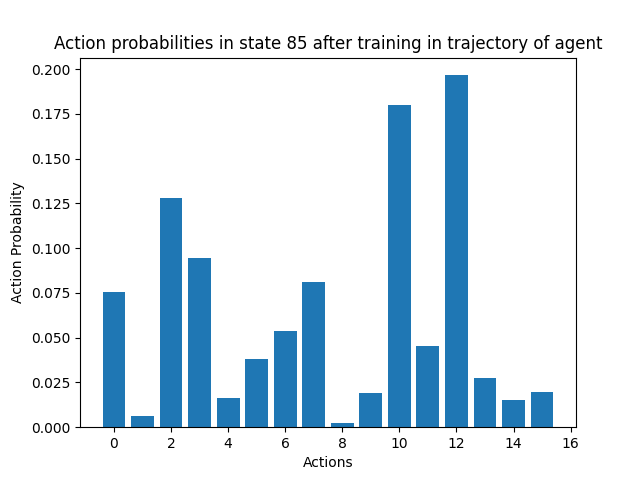 Action probabilities in state 85 after training in trajectory of agent
0.200
0.175
0.150
0.125
0.100
0.075
0.050
0.025
0.000
Action Probability
0 2 4 6 8 10 12 14 16
Actions